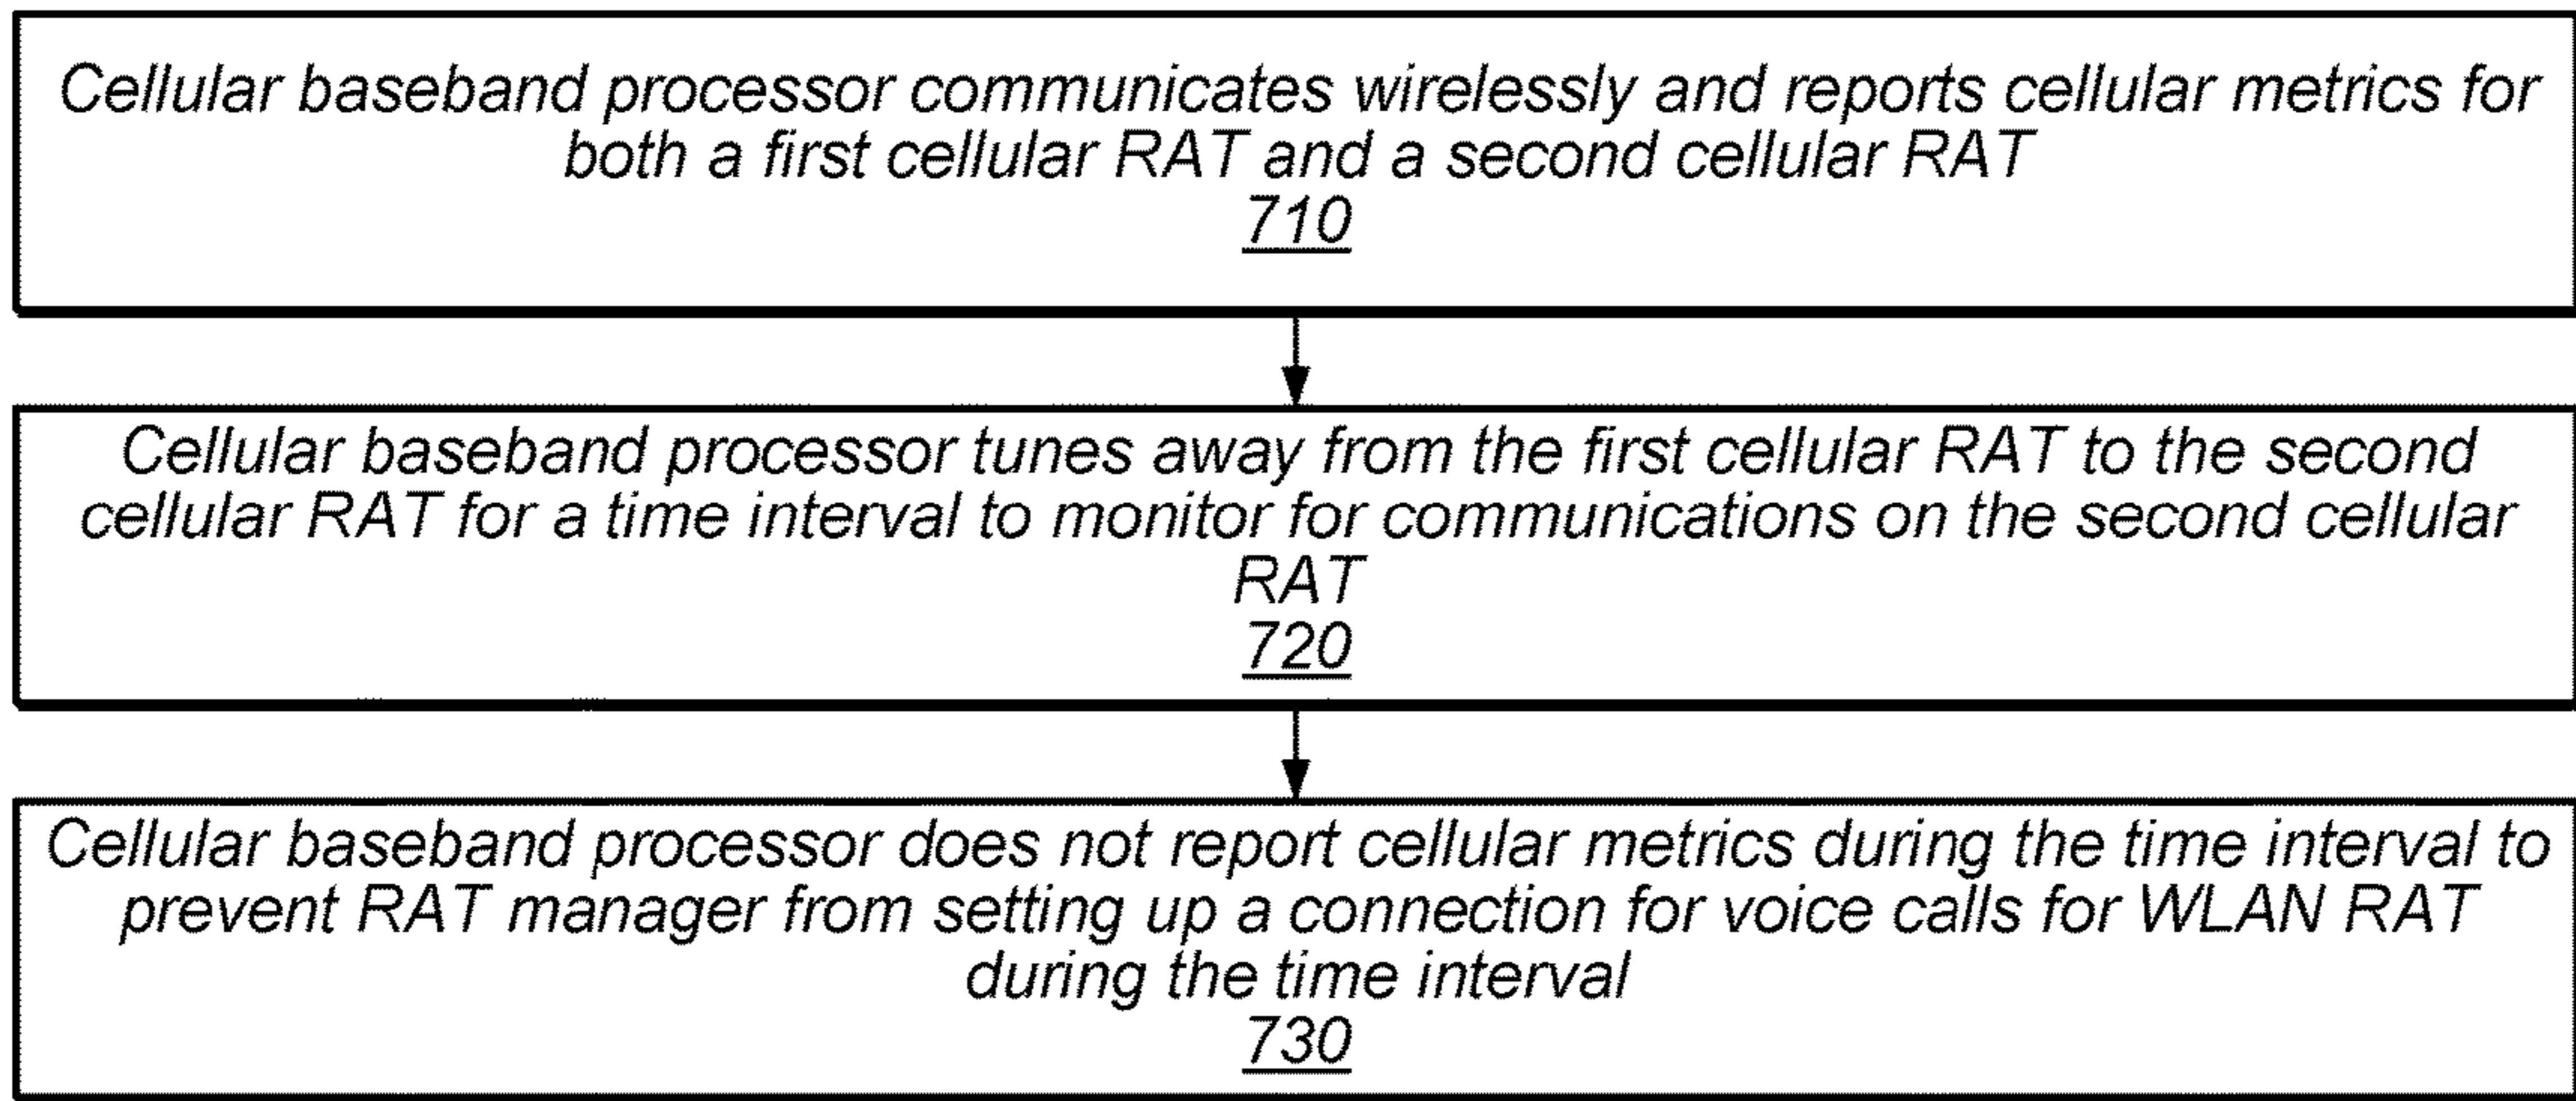 Cellular baseband processor communicates wirelessly and reports cellular metrics for
both a first cellular RAT and a second cellular RAT
710
Cellular baseband processor tunes away from the first cellular RAT to the second
cellular RAT for a time interval to monitor for communications on the second cellular
RAT
720
Cellular baseband processor does not report cellular metrics during the time interval to
prevent RAT manager from setting up a connection for voice calls for WLAN RAT
during the time interval
730